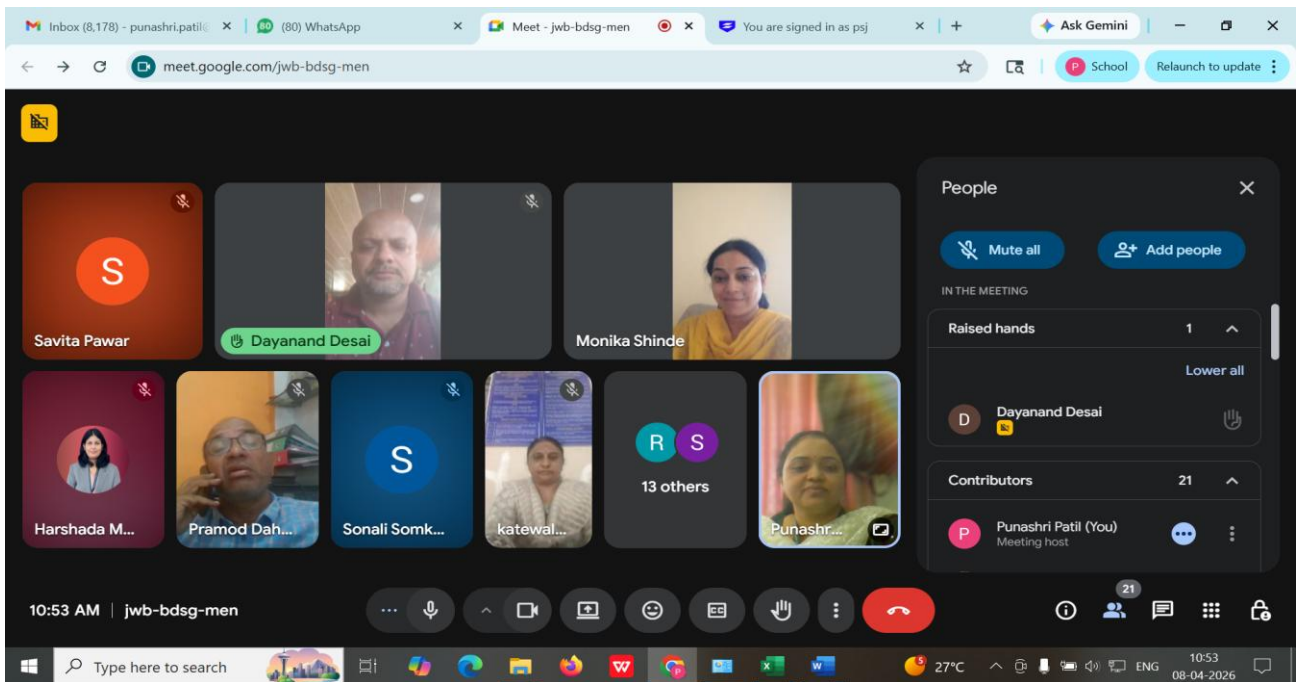 Inbox (8,178) - punashri.patil@
(80) WhatsApp
Meet - jwb-bdsg-men
You are signed in as psj
Ask Gemini
meet.google.com/jwb-bdsg-men
P School
Relaunch to update
People
Mute all
Add people
IN THE MEETING
Raised hands 1
Lower all
D Dayanand Desai
Contributors 21
P Punashri Patil (You)
Meeting host
S
Savita Pawar
Dayanand Desai
Monika Shinde
Harshada M...
Pramod Dah...
S
Sonali Somk...
katewal...
R S
13 others
Punashr...
10:53 AM | jwb-bdsg-men
CC
21
Type here to search
27°C
ENG
10:53
08-04-2026